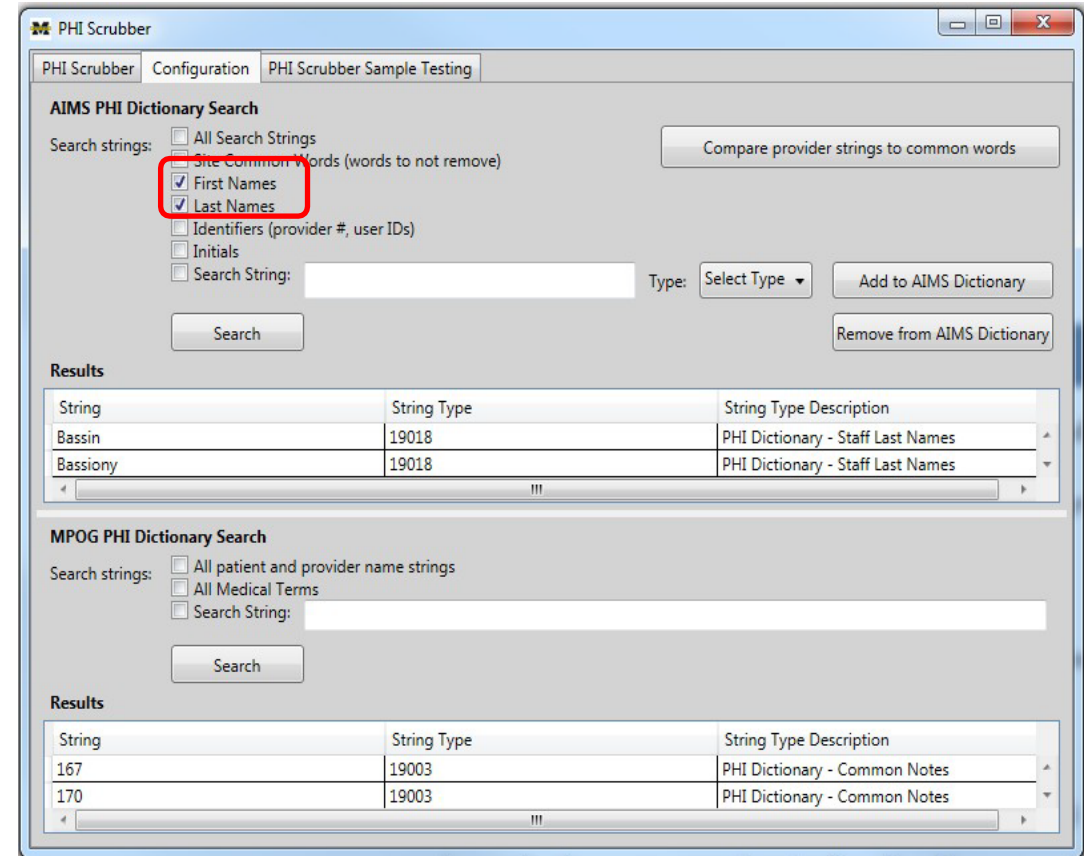 PHI Scrubber
PHI Scrubber Configuration PHI Scrubber Sample Testing
AIMS PHI Dictionary Search
Search strings: All Search Strings
Site Common Words (words to not remove)
Compare provider strings to common words
First Names
Last Names
Identifiers (provider #, user IDs)
Initials
Search String: Type: Select Type Add to AIMS Dictionary
Search Remove from AIMS Dictionary
Results
String String Type String Type Description
Bassin 19018 PHI Dictionary - Staff Last Names
Bassiony 19018 PHI Dictionary - Staff Last Names
MPOG PHI Dictionary Search
Search strings: All patient and provider name strings
All Medical Terms
Search String:
Search
Results
String String Type String Type Description
167 19003 PHI Dictionary - Common Notes
170 19003 PHI Dictionary - Common Notes